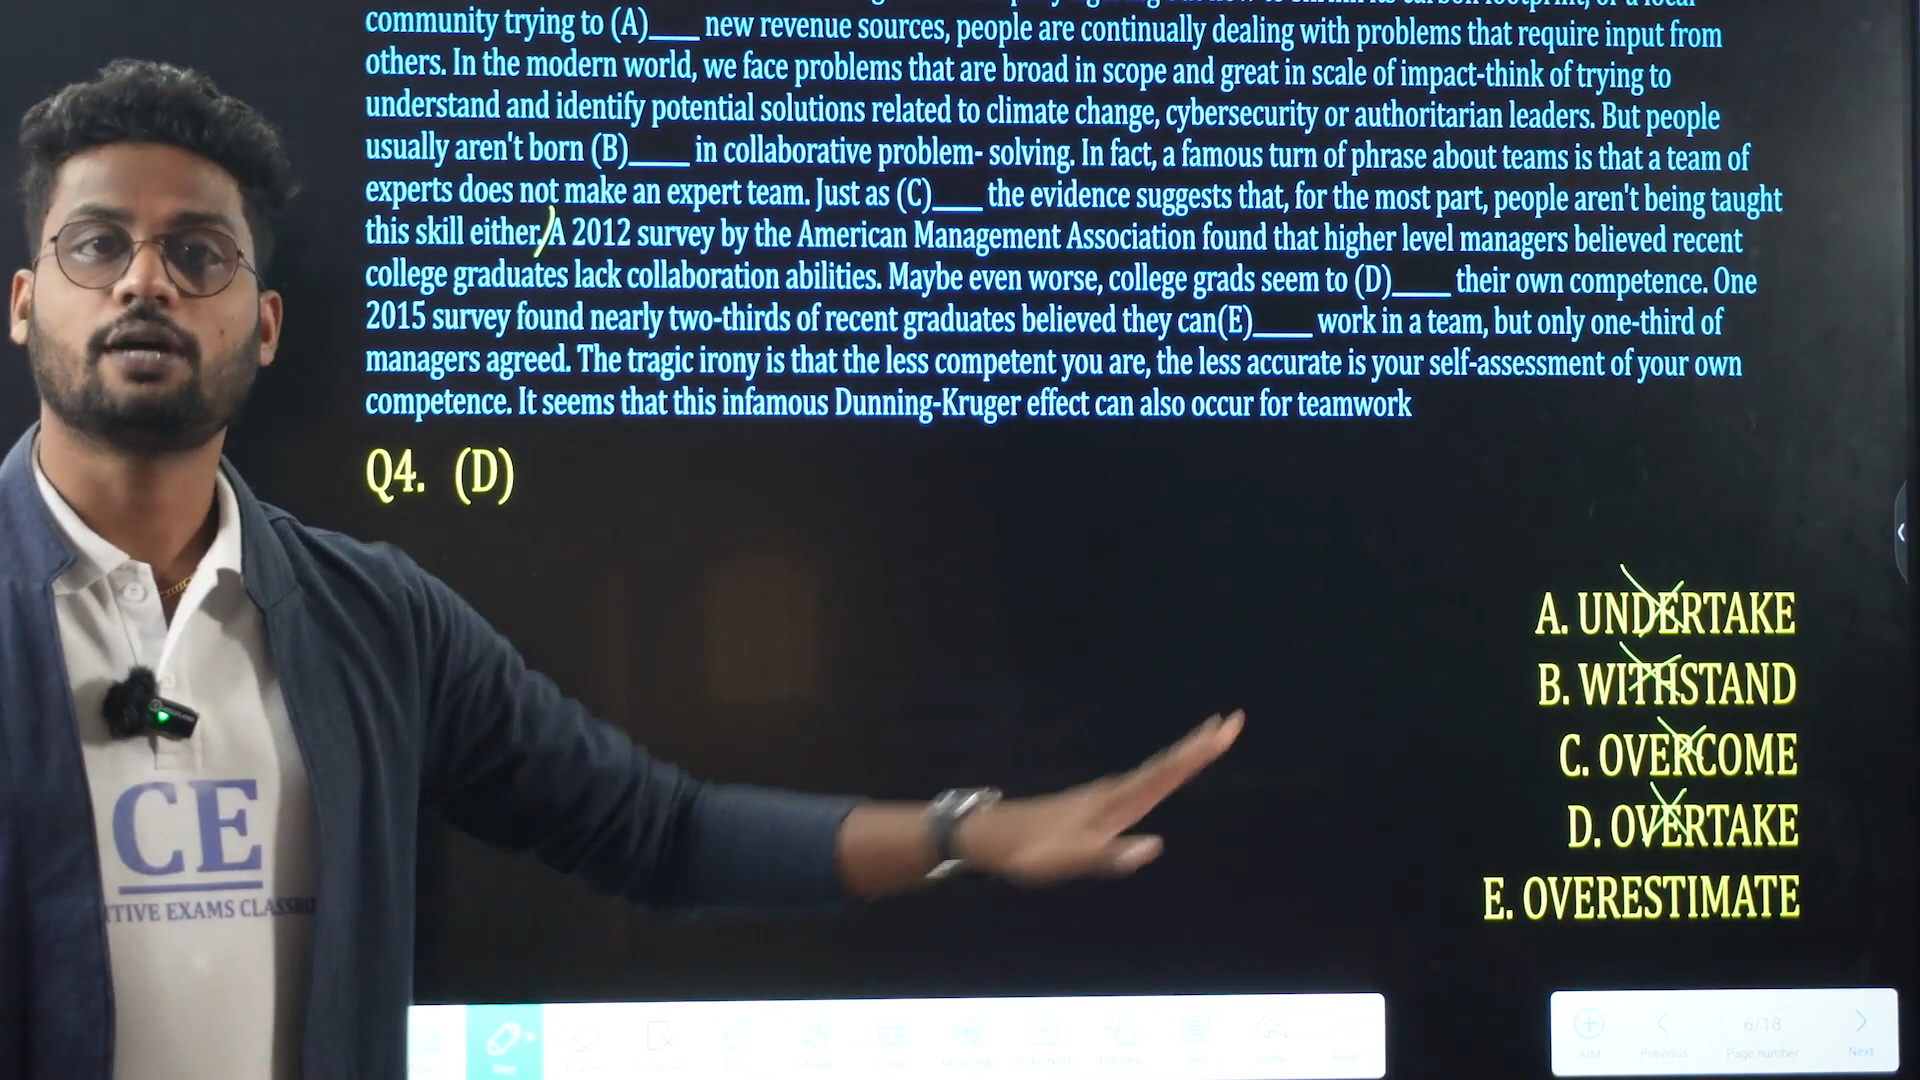 community trying to (A)____ new revenue sources, people are continually dealing with problems that require input from
others. In the modern world, we face problems that are broad in scope and great in scale of impact-think of trying to
understand and identify potential solutions related to climate change, cybersecurity or authoritarian leaders. But people
usually aren't born (B)____ in collaborative problem- solving. In fact, a famous turn of phrase about teams is that a team of
experts does not make an expert team. Just as (C)____ the evidence suggests that, for the most part, people aren't being taught
this skill either. A 2012 survey by the American Management Association found that higher level managers believed recent
college graduates lack collaboration abilities. Maybe even worse, college grads seem to (D)____ their own competence. One
2015 survey found nearly two-thirds of recent graduates believed they can(E)____ work in a team, but only one-third of
managers agreed. The tragic irony is that the less competent you are, the less accurate is your self-assessment of your own
competence. It seems that this infamous Dunning-Kruger effect can also occur for teamwork
Q4. (D)
A. UNDERTAKE
B. WITHSTAND
C. OVERCOME
D. OVERTAKE
E. OVERESTIMATE
CE
TIVE EXAMS CLASSRO
Pen
Grid
Undo
Redo
Add
Previous
6/18
Page number
Next